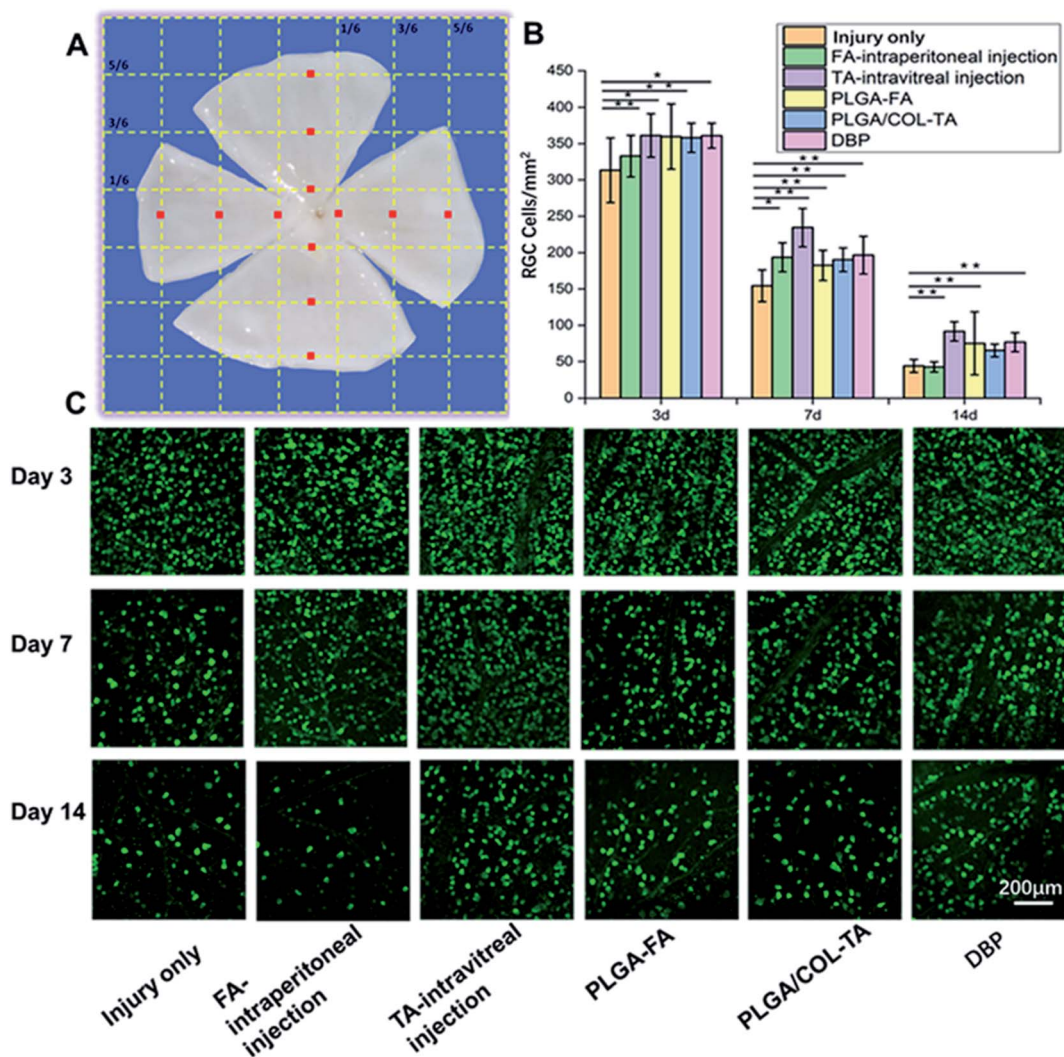 A
1/6 3/6 5/6
5/6
3/6
1/6
B
Injury only
FA-intraperitoneal injection
TA-intravitreal injection
PLGA-FA
PLGA/COL-TA
DBP
RGC Cells/mm2
450
400
350
300
250
200
150
100
50
0
*
* *
*
* *
* *
* *
* *
* *
*
* *
* *
* *
3d 7d 14d
C
Day 3
Day 7
Day 14
200μm
Injury only
FA-
intraperitoneal
injection
TA-intravitreal
injection
PLGA-FA
PLGA/COL-TA
DBP